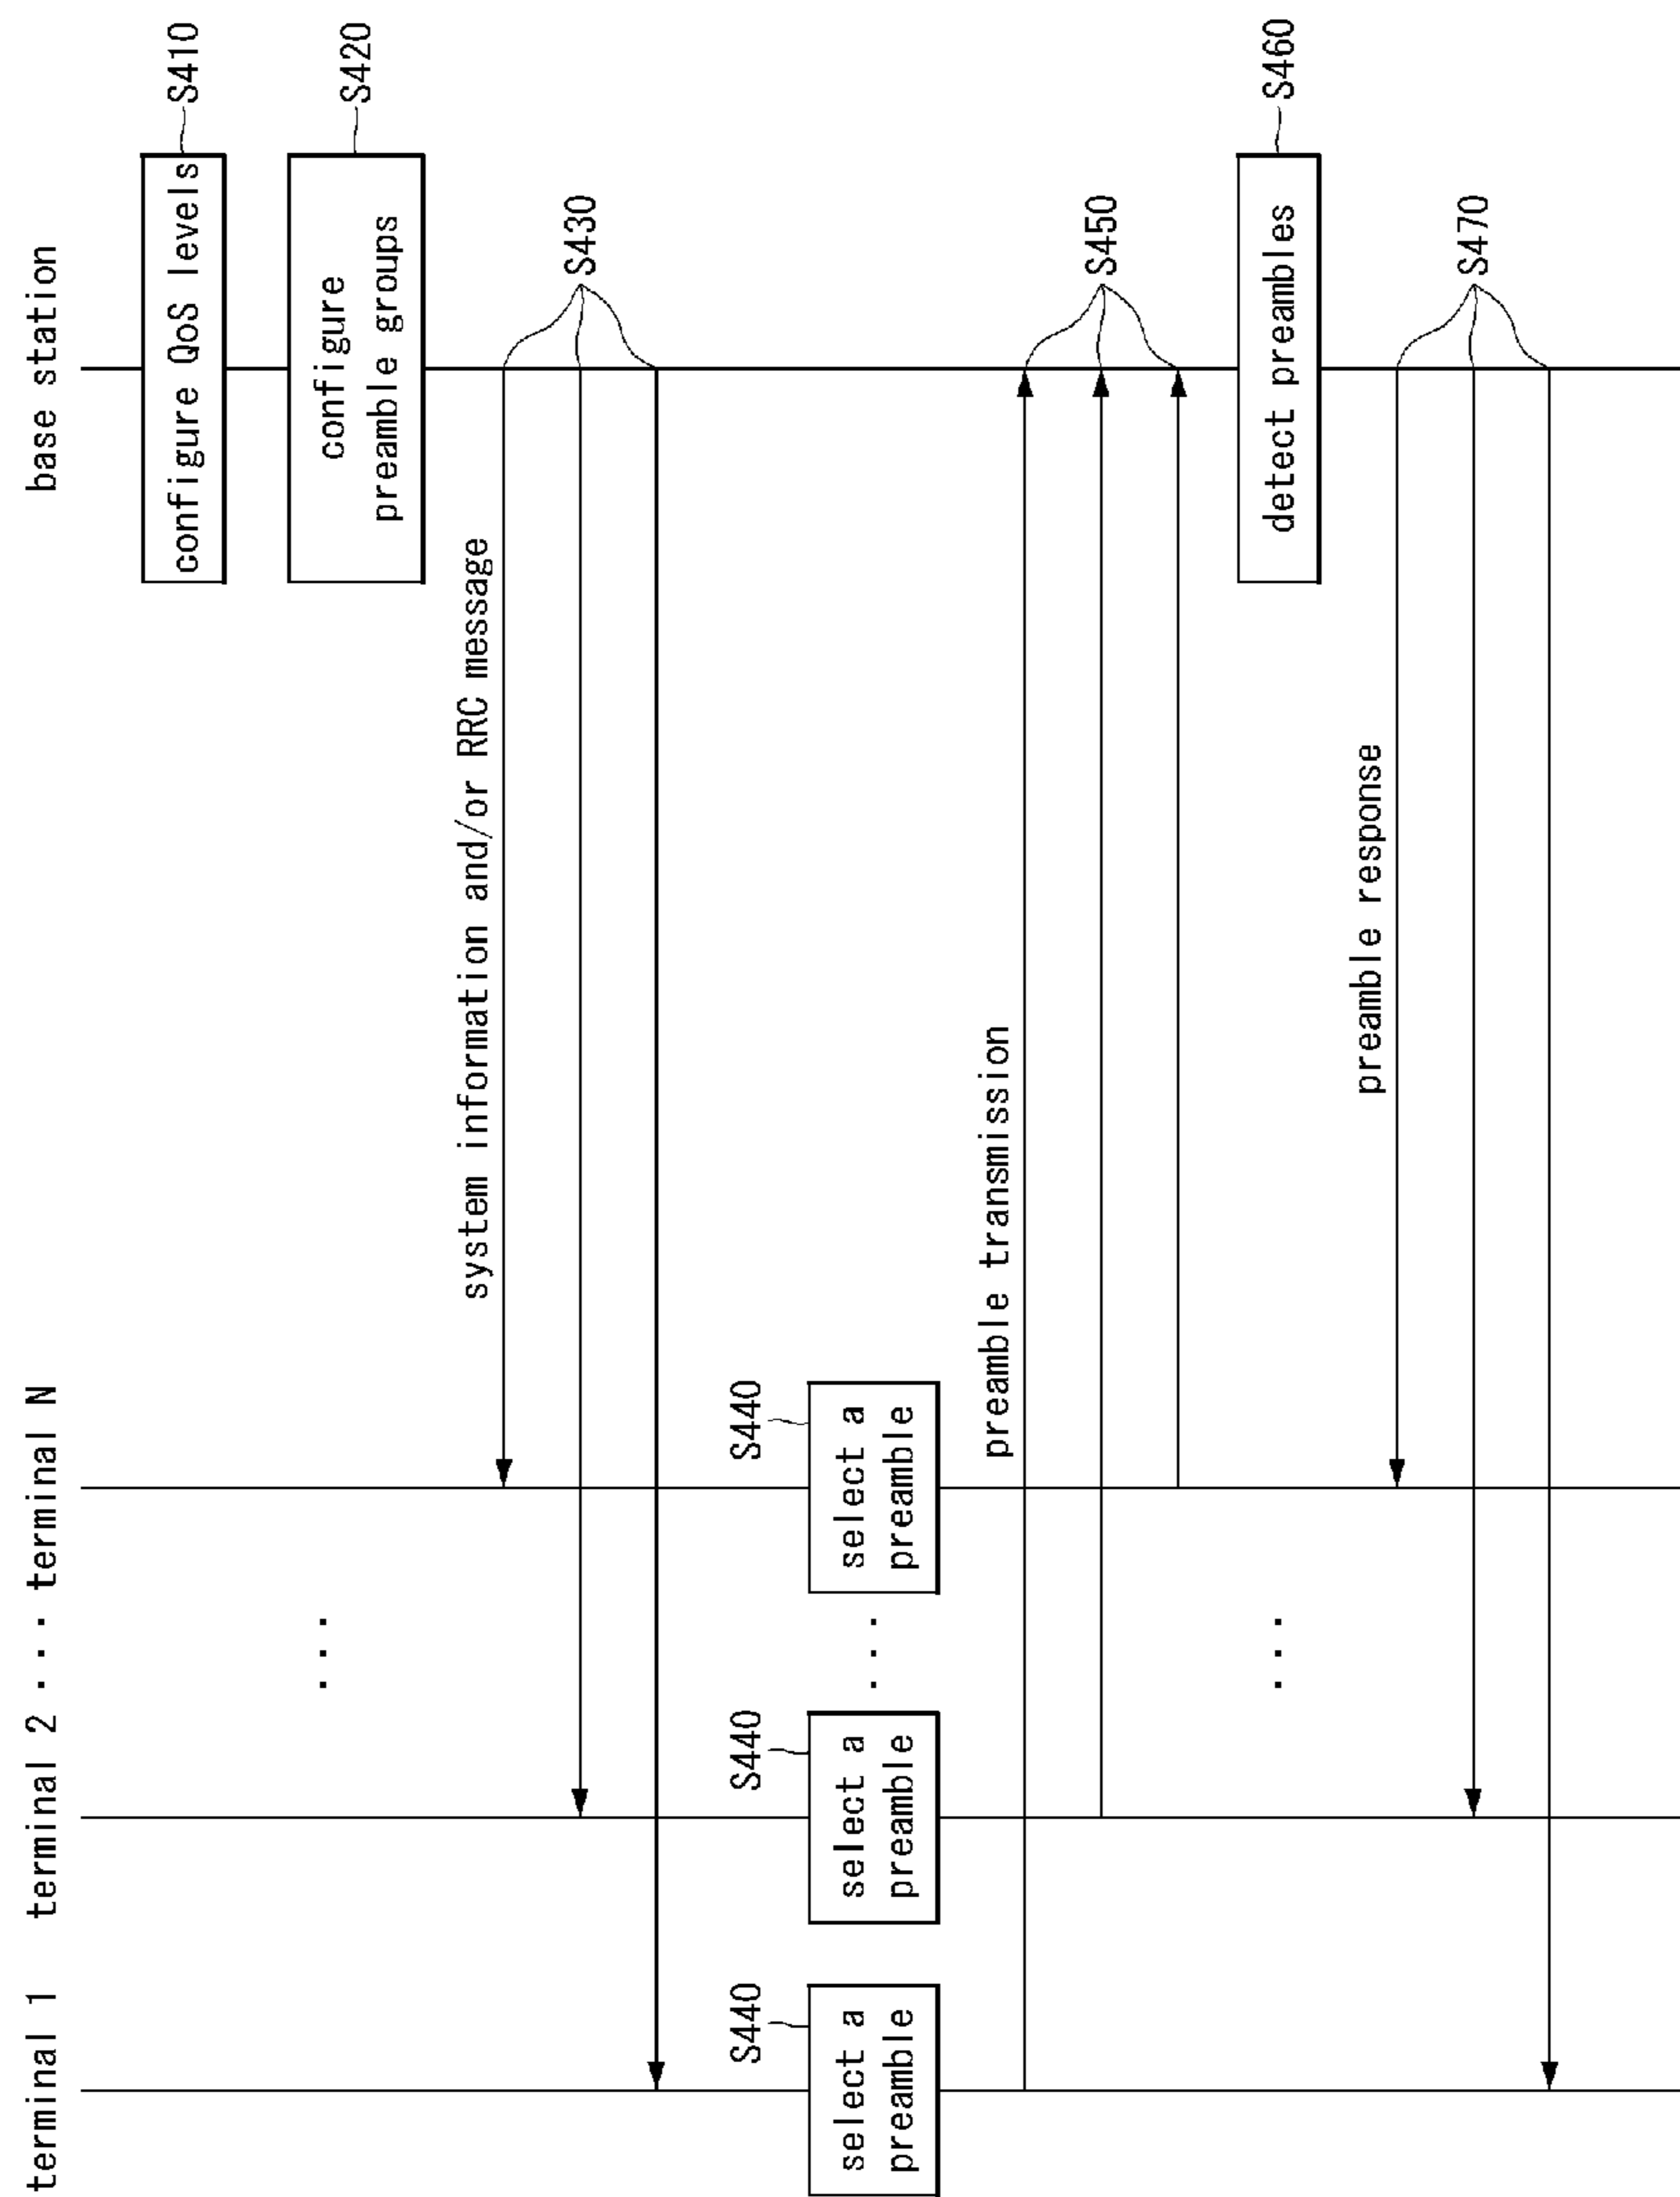 terminal 1
terminal 2
· · ·
terminal N
base station
configure QoS levels
S410
configure
preamble groups
S420
· · ·
system information and/or RRC message
S430
S440
select a
preamble
S440
select a
preamble
· · ·
S440
select a
preamble
preamble transmission
S450
detect preambles
S460
· · ·
preamble response
S470